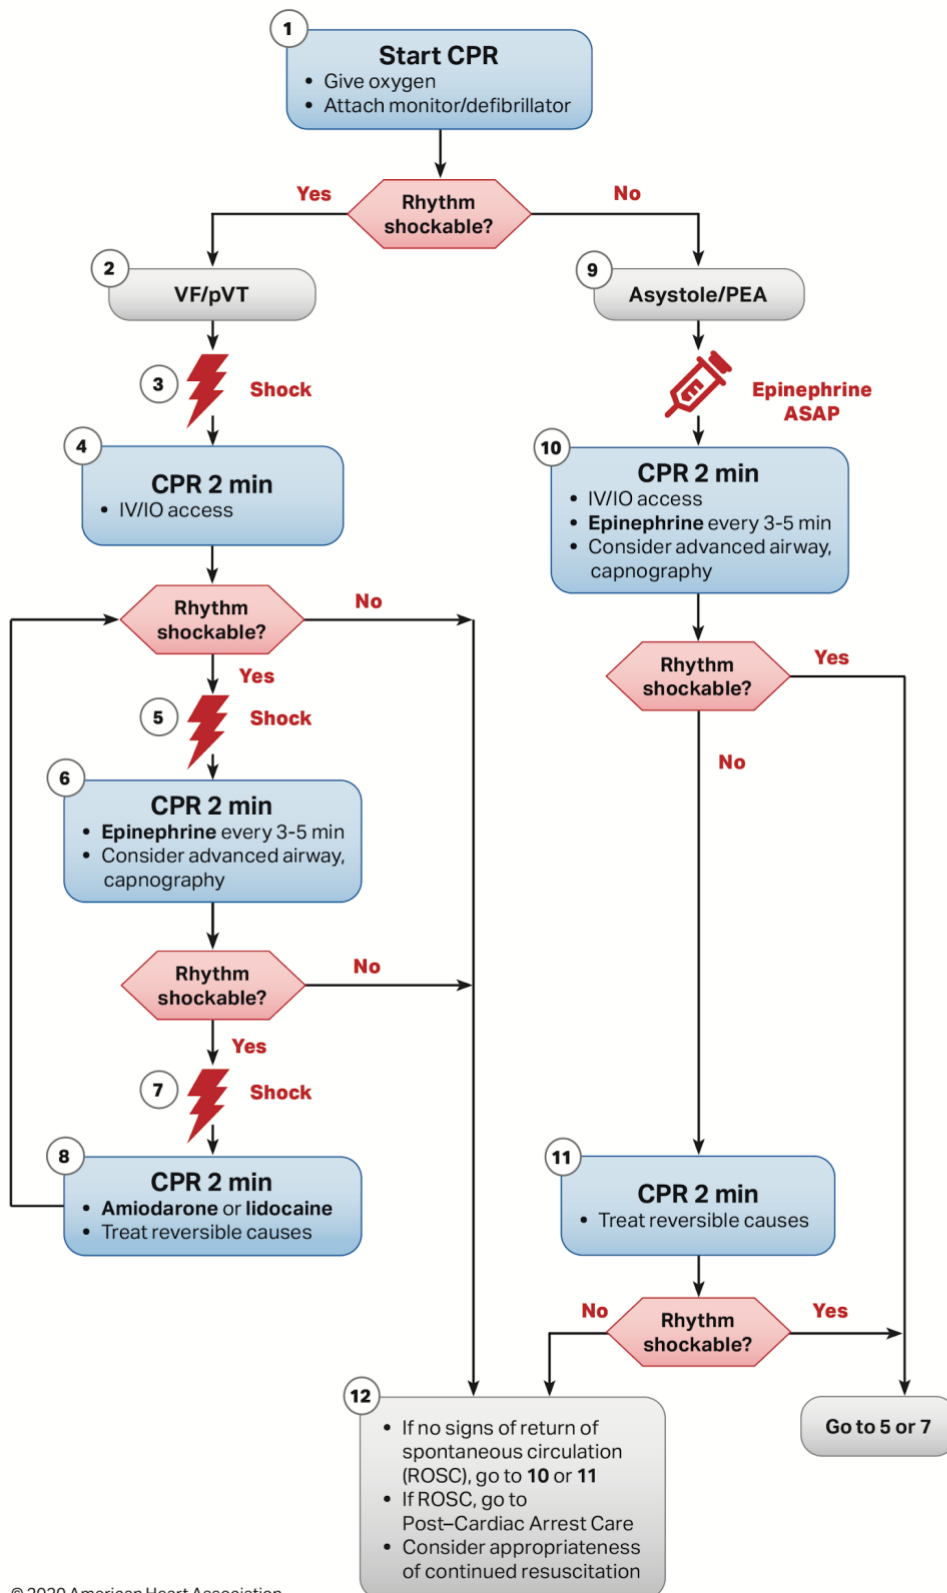 1
Start CPR
• Give oxygen
• Attach monitor/defibrillator
Rhythm
shockable?
Yes
No
2
VF/pVT
3
Shock
4
CPR 2 min
• IV/IO access
Rhythm
shockable?
No
Yes
5
Shock
6
CPR 2 min
• Epinephrine every 3-5 min
• Consider advanced airway,
capnography
Rhythm
shockable?
No
Yes
7
Shock
8
CPR 2 min
• Amiodarone or lidocaine
• Treat reversible causes
9
Asystole/PEA
Epinephrine
ASAP
10
CPR 2 min
• IV/IO access
• Epinephrine every 3-5 min
• Consider advanced airway,
capnography
Rhythm
shockable?
Yes
No
11
CPR 2 min
• Treat reversible causes
Rhythm
shockable?
No
Yes
12
• If no signs of return of
spontaneous circulation
(ROSC), go to 10 or 11
• If ROSC, go to
Post–Cardiac Arrest Care
• Consider appropriateness
of continued resuscitation
Go to 5 or 7
© 2020 American Heart Association